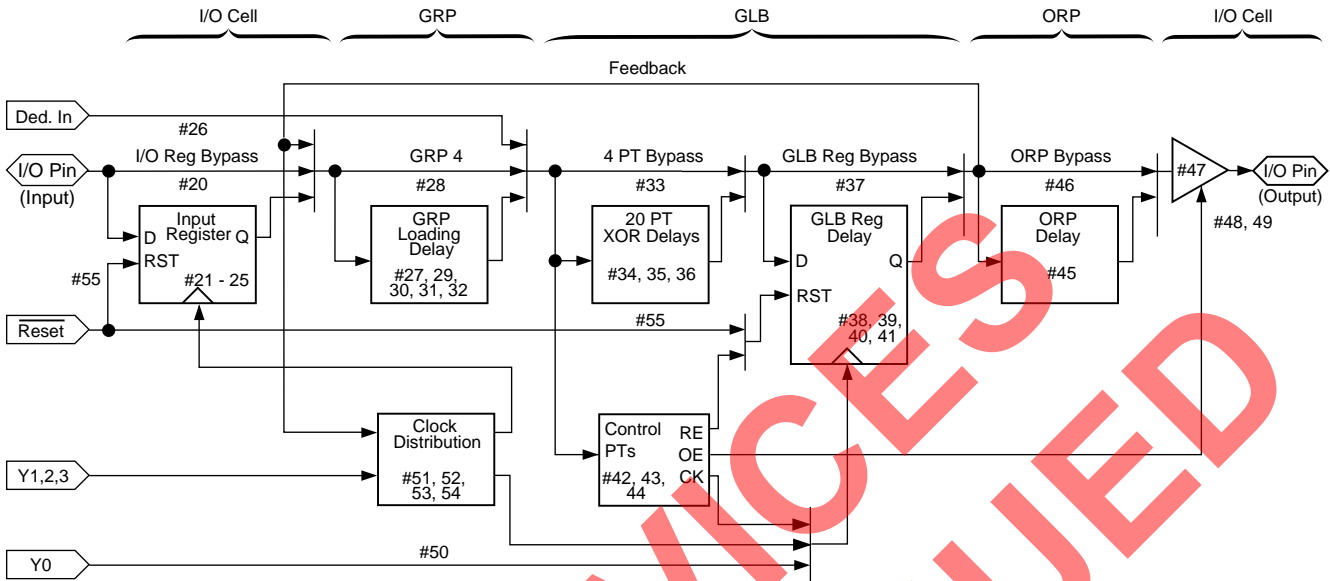 I/O Cell GRP GLB ORP I/O Cell
Feedback
Ded. In
#26
I/O Pin
(Input)
I/O Reg Bypass
#20
GRP 4
#28
4 PT Bypass
#33
GLB Reg Bypass
#37
ORP Bypass
#46
#47
I/O Pin
(Output)
#48, 49
Input
Register
D Q
RST
#21 - 25
#55
GRP
Loading
Delay
#27, 29,
30, 31, 32
20 PT
XOR Delays
#34, 35, 36
GLB Reg
Delay
D Q
RST
#38, 39,
40, 41
ORP
Delay
#45
Reset
#55
Clock
Distribution
#51, 52,
53, 54
Control
PTs
RE
OE
CK
#42, 43,
44
Y1,2,3
Y0
#50
VICES
UED